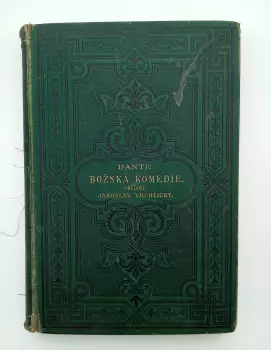 DANTE
BOŽSKÁ KOMEDIE.
PŘELOŽIL
JAROSLAV VRCHLICKÝ.